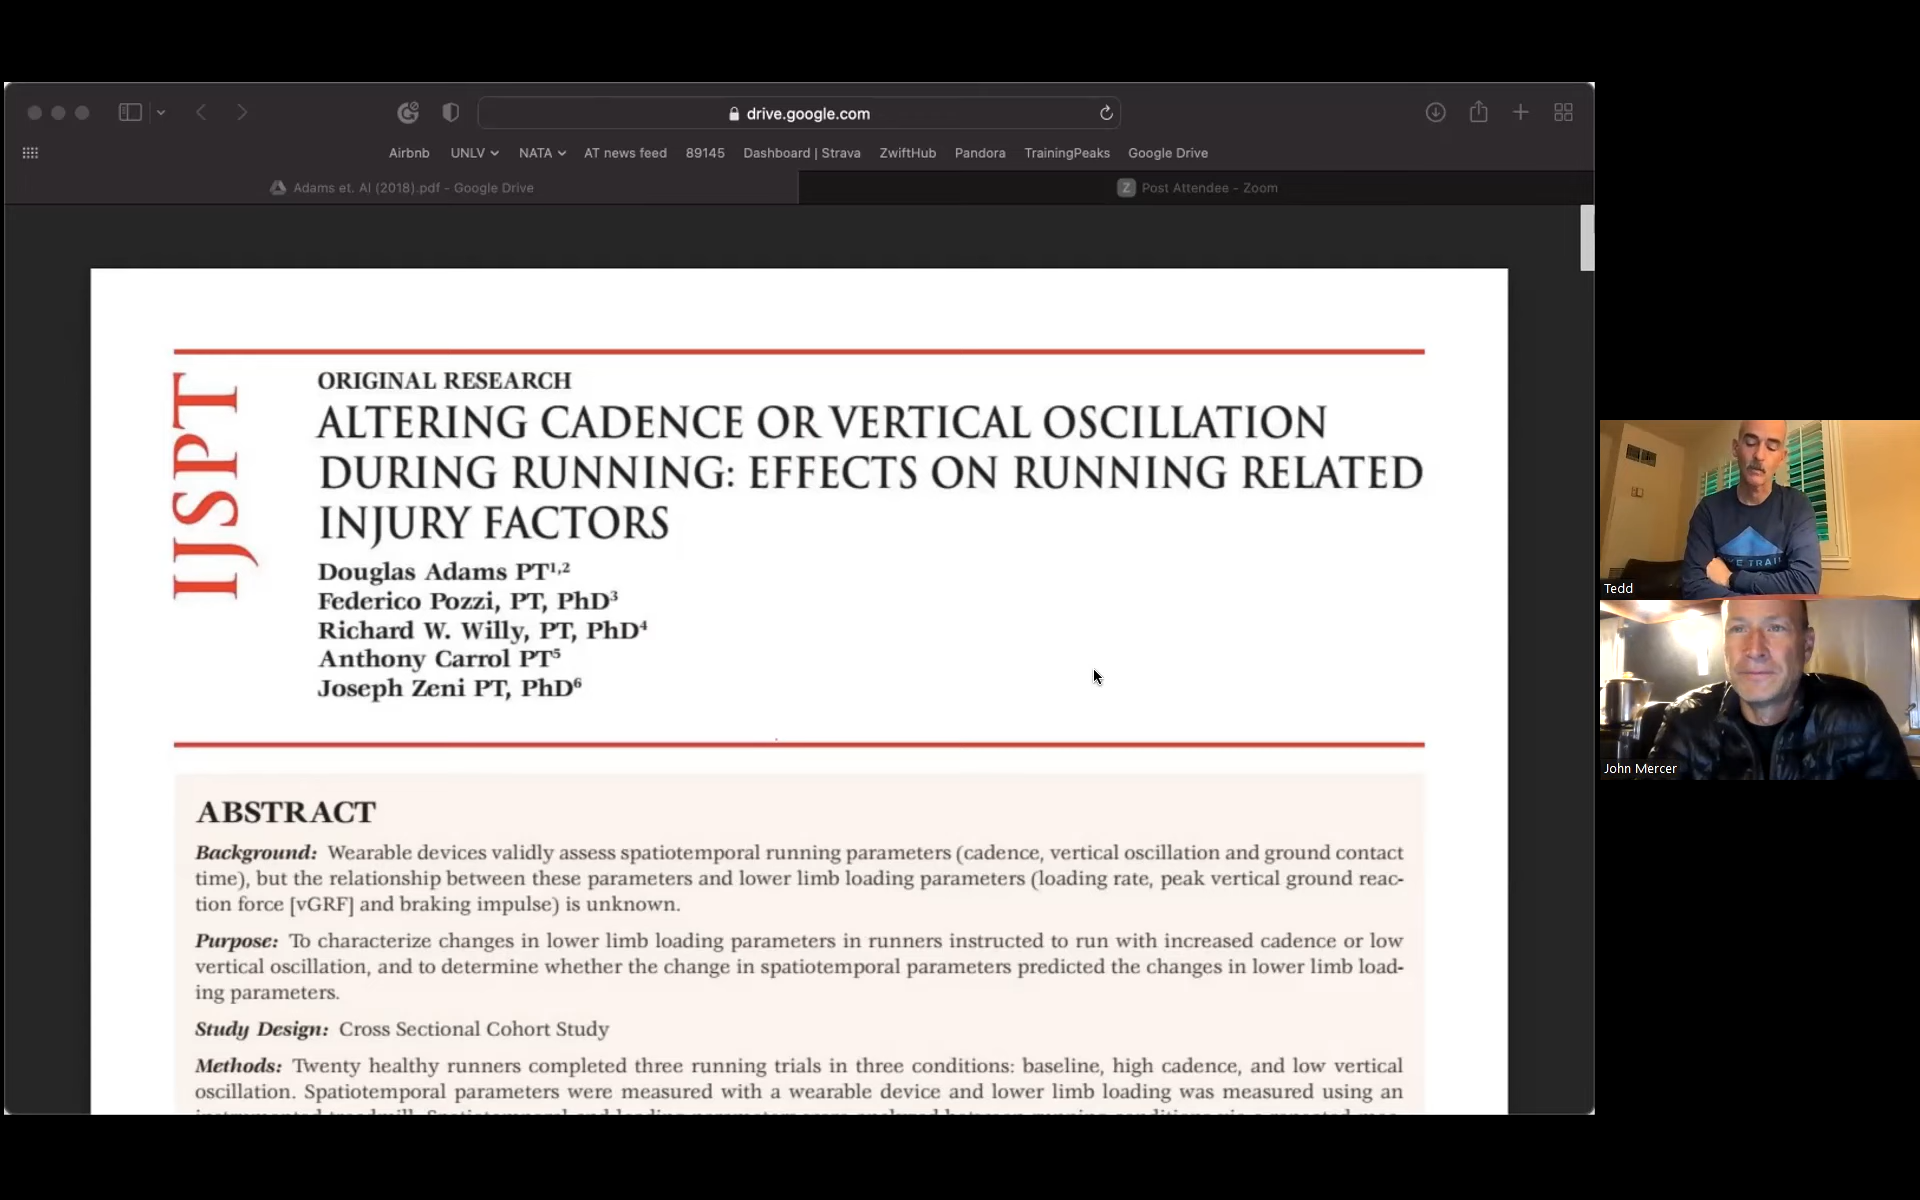 drive.google.com
Airbnb UNLV NATA AT news feed 89145 Dashboard | Strava ZwiftHub Pandora TrainingPeaks Google Drive
Adams et. Al (2018).pdf - Google Drive
Z Post Attendee - Zoom
IJSPT
ORIGINAL RESEARCH
ALTERING CADENCE OR VERTICAL OSCILLATION
DURING RUNNING: EFFECTS ON RUNNING RELATED
INJURY FACTORS
Douglas Adams PT¹,²
Federico Pozzi, PT, PhD³
Richard W. Willy, PT, PhD⁴
Anthony Carrol PT⁵
Joseph Zeni PT, PhD⁶
ABSTRACT
Background: Wearable devices validly assess spatiotemporal running parameters (cadence, vertical oscillation and ground contact
time), but the relationship between these parameters and lower limb loading parameters (loading rate, peak vertical ground reac-
tion force [vGRF] and braking impulse) is unknown.
Purpose: To characterize changes in lower limb loading parameters in runners instructed to run with increased cadence or low
vertical oscillation, and to determine whether the change in spatiotemporal parameters predicted the changes in lower limb load-
ing parameters.
Study Design: Cross Sectional Cohort Study
Methods: Twenty healthy runners completed three running trials in three conditions: baseline, high cadence, and low vertical
oscillation. Spatiotemporal parameters were measured with a wearable device and lower limb loading was measured using an
Tedd
John Mercer